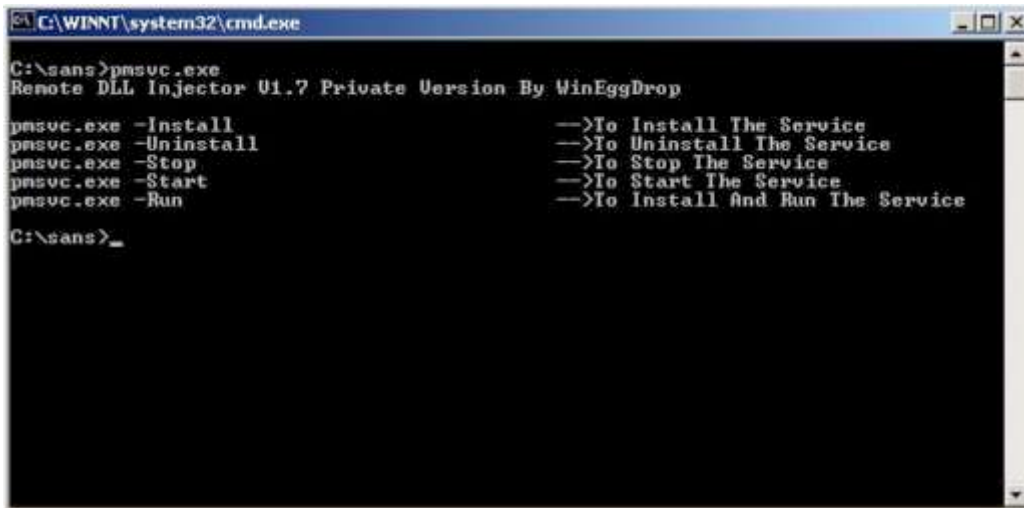 C:\WINNT\system32\cmd.exe
C:\sans>pmsvc.exe
Remote DLL Injector V1.7 Private Version By WinEggDrop
pmsvc.exe -Install -->To Install The Service
pmsvc.exe -Uninstall -->To Uninstall The Service
pmsvc.exe -Stop -->To Stop The Service
pmsvc.exe -Start -->To Start The Service
pmsvc.exe -Run -->To Install And Run The Service
C:\sans>_